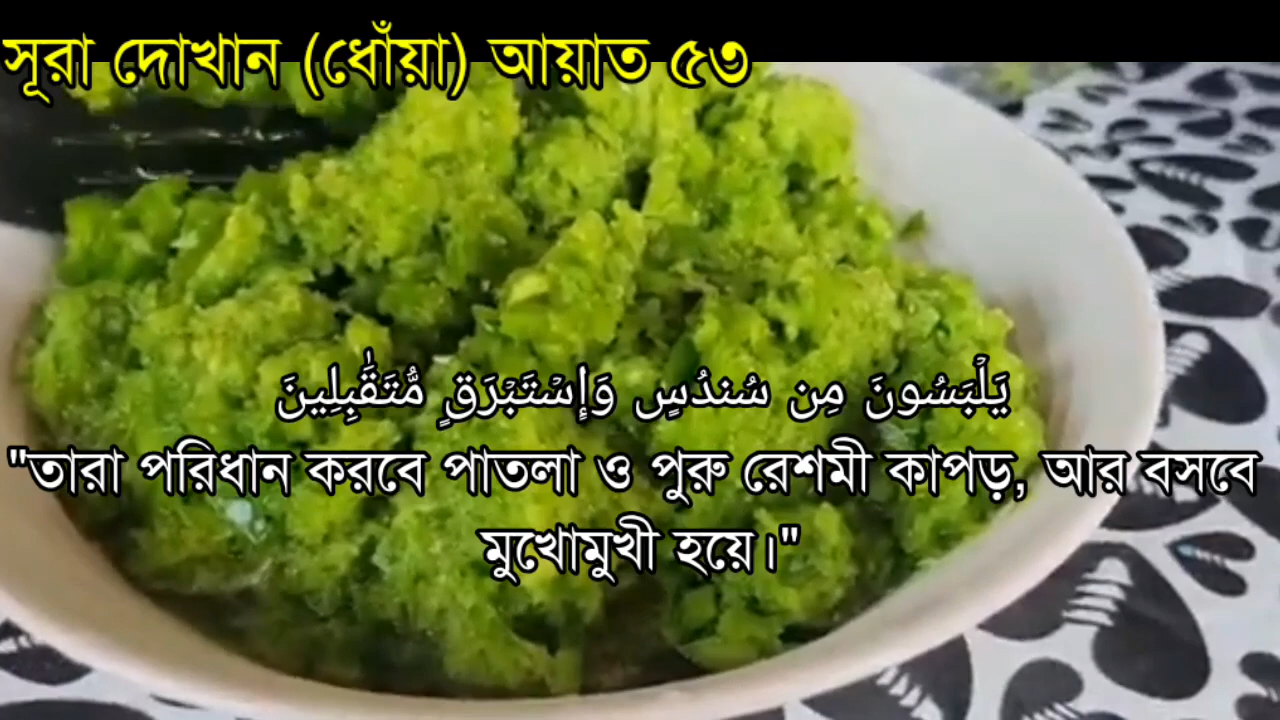 সূরা দোখান (ধোঁয়া) আয়াত ৫৩
يَلْبَسُونَ مِن سُندُسٍ وَإِسْتَبْرَقٍ مُّتَقَٰبِلِينَ
"তারা পরিধান করবে পাতলা ও পুরু রেশমী কাপড়, আর বসবে
মুখোমুখী হয়ে।"